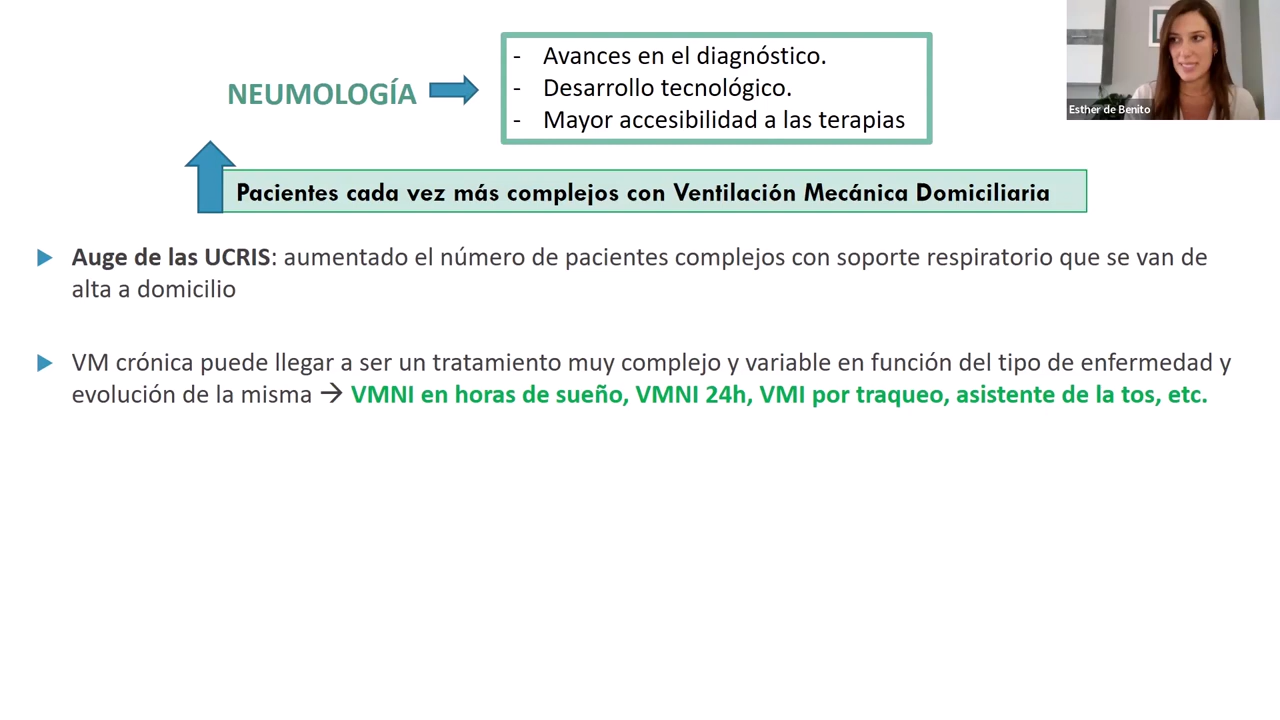 NEUMOLOGÍA
- Avances en el diagnóstico.
- Desarrollo tecnológico.
- Mayor accesibilidad a las terapias
Esther de Benito
Pacientes cada vez más complejos con Ventilación Mecánica Domiciliaria
Auge de las UCRIS: aumentado el número de pacientes complejos con soporte respiratorio que se van de
alta a domicilio
VM crónica puede llegar a ser un tratamiento muy complejo y variable en función del tipo de enfermedad y
evolución de la misma → VMNI en horas de sueño, VMNI 24h, VMI por traqueo, asistente de la tos, etc.